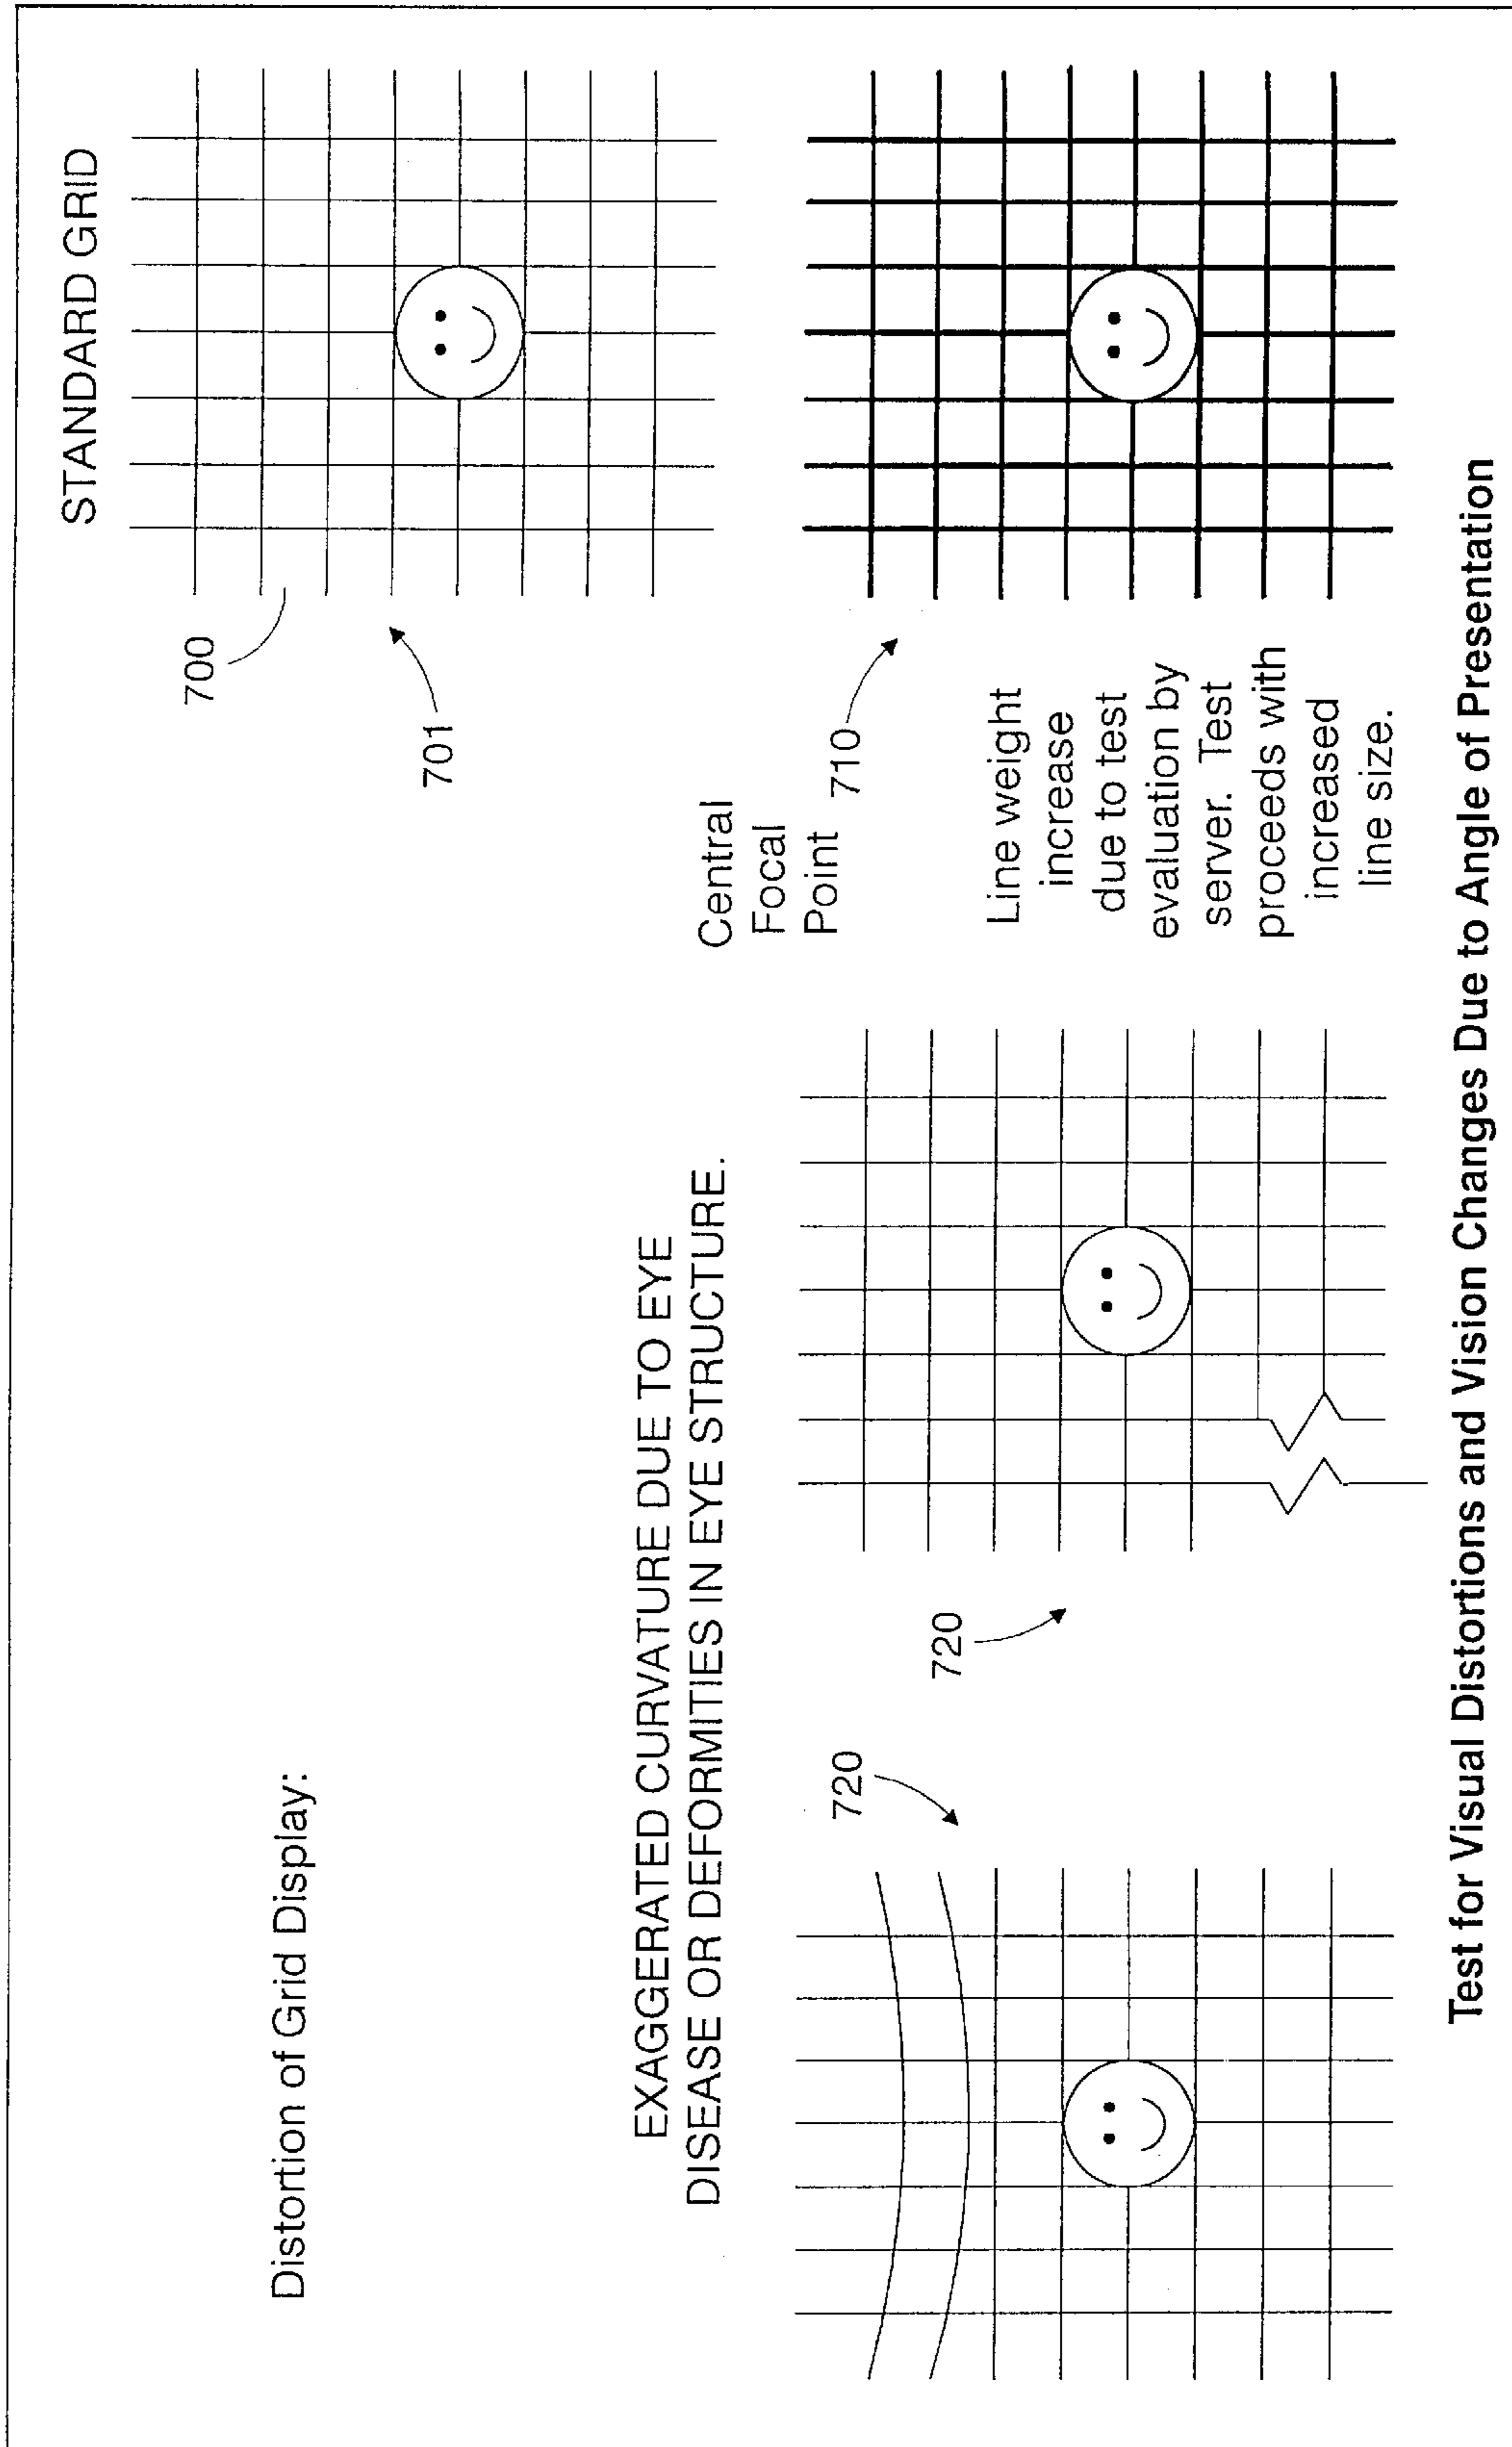 STANDARD GRID
Distortion of Grid Display:
700
701
EXAGGERATED CURVATURE DUE TO EYE
DISEASE OR DEFORMITIES IN EYE STRUCTURE.
Central
Focal
Point
710
720
720
Line weight
increase
due to test
evaluation by
server. Test
proceeds with
increased
line size.
Test for Visual Distortions and Vision Changes Due to Angle of Presentation